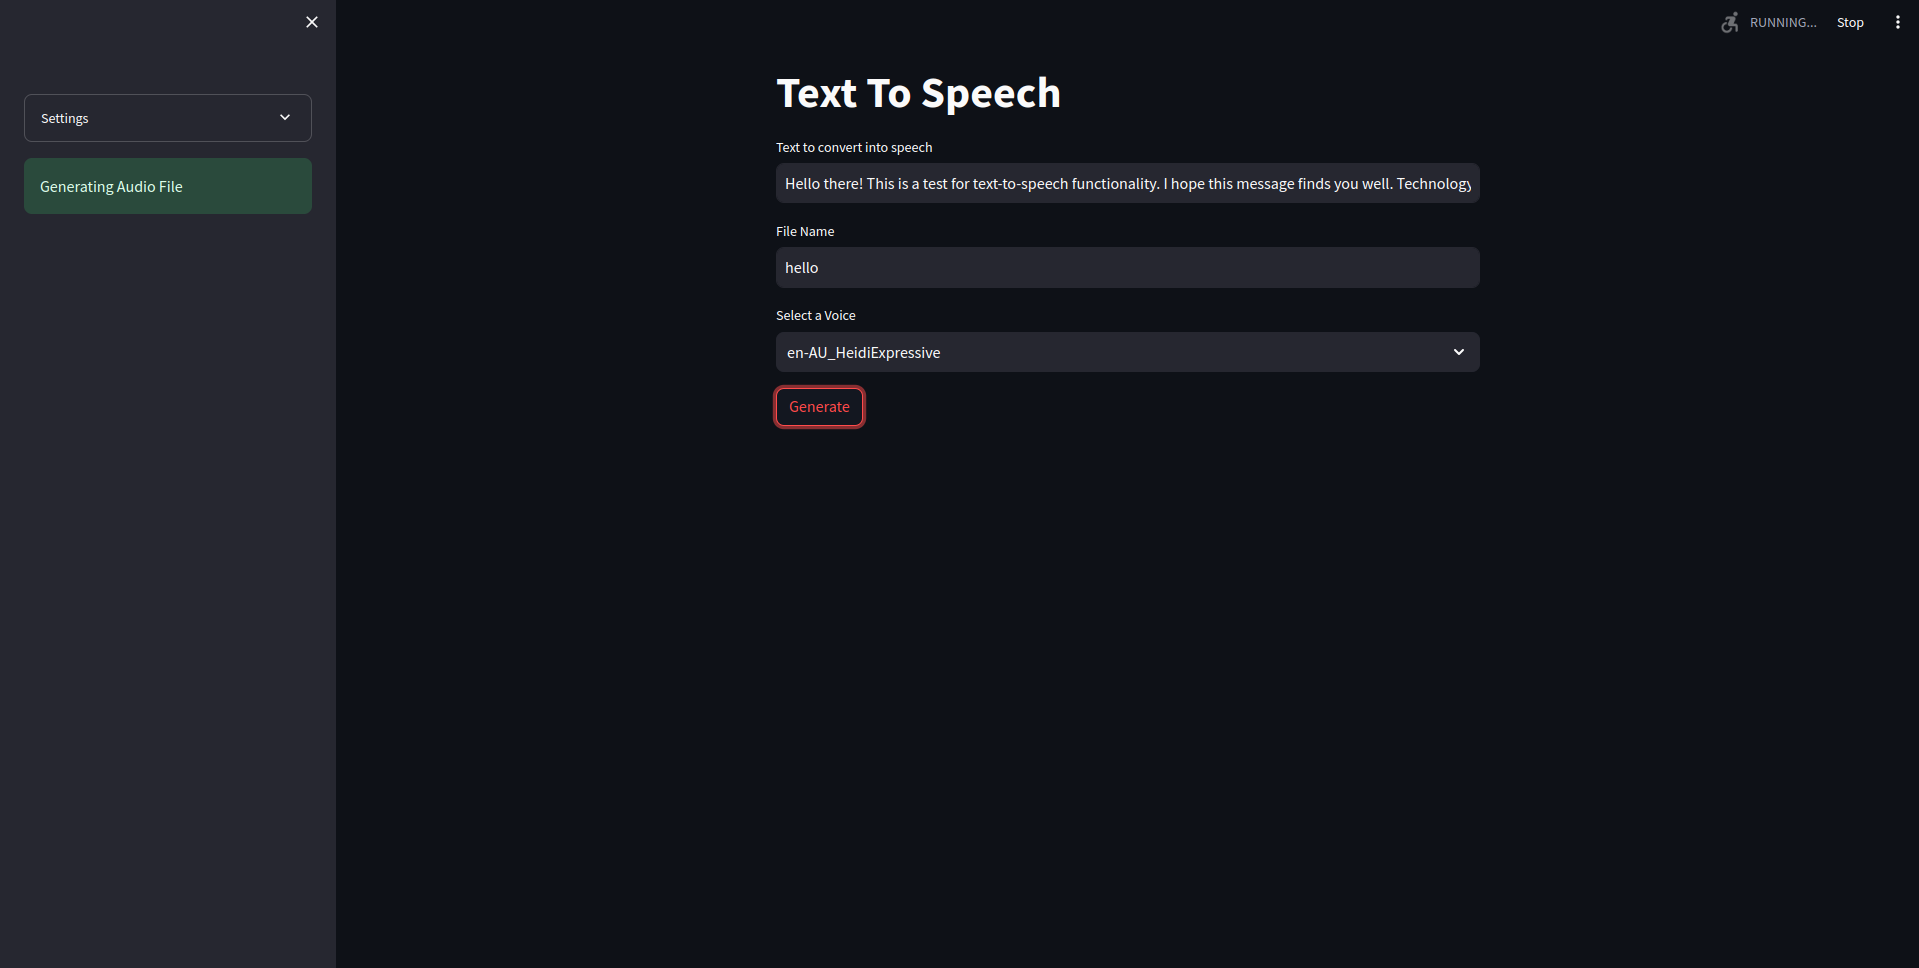 RUNNING...
Stop
Settings
Generating Audio File
Text To Speech
Text to convert into speech
Hello there! This is a test for text-to-speech functionality. I hope this message finds you well. Technology
File Name
hello
Select a Voice
en-AU_HeidiExpressive
Generate